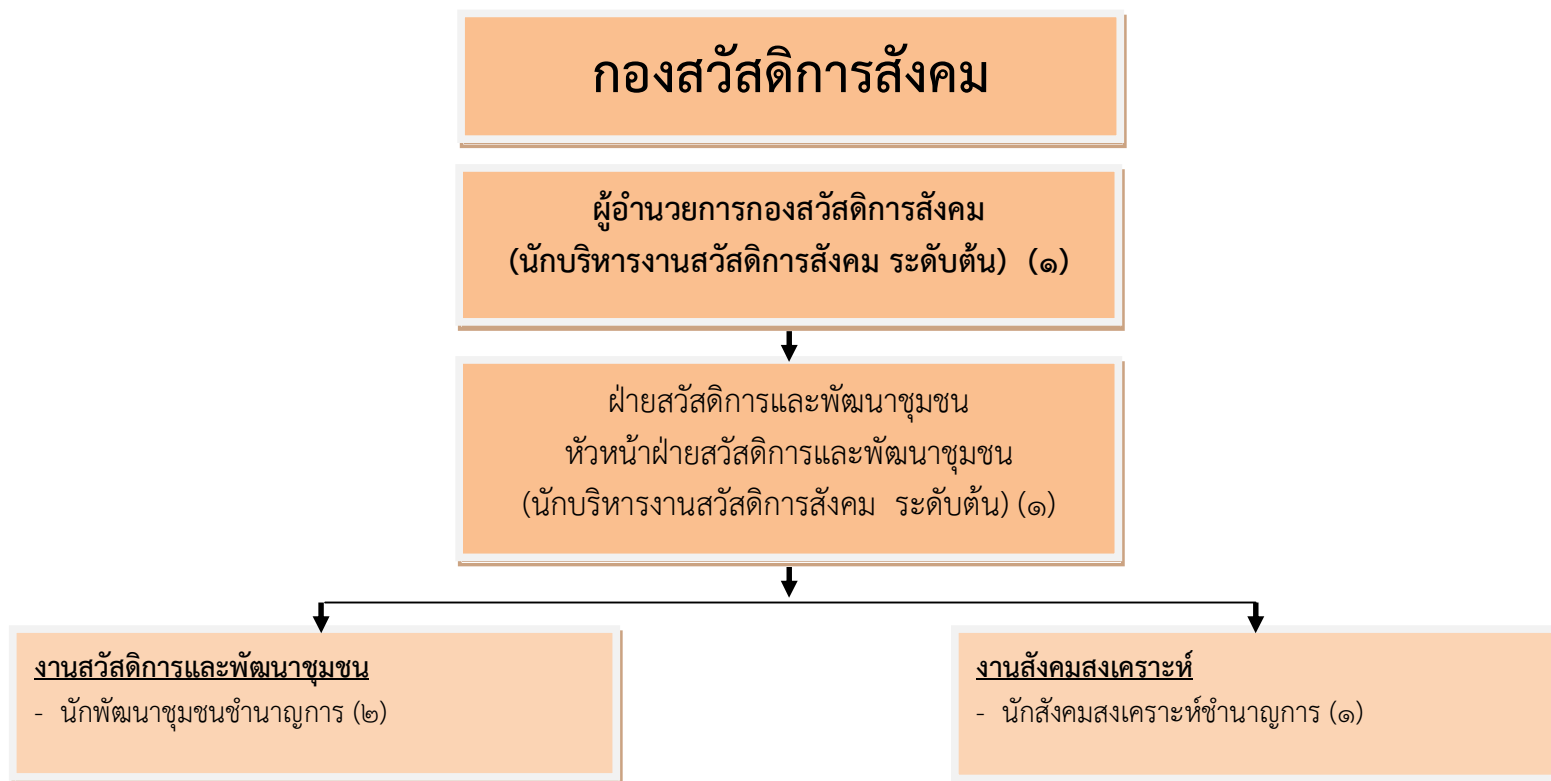 กองสวัสดิการสังคม
ผู้อำนวยการกองสวัสดิการสังคม
(นักบริหารงานสวัสดิการสังคม ระดับต้น) (๑)
ฝ่ายสวัสดิการและพัฒนาชุมชน
หัวหน้าฝ่ายสวัสดิการและพัฒนาชุมชน
(นักบริหารงานสวัสดิการสังคม ระดับต้น) (๑)
งานสวัสดิการและพัฒนาชุมชน
- นักพัฒนาชุมชนชำนาญการ (๒)
งานสังคมสงเคราะห์
- นักสังคมสงเคราะห์ชำนาญการ (๑)